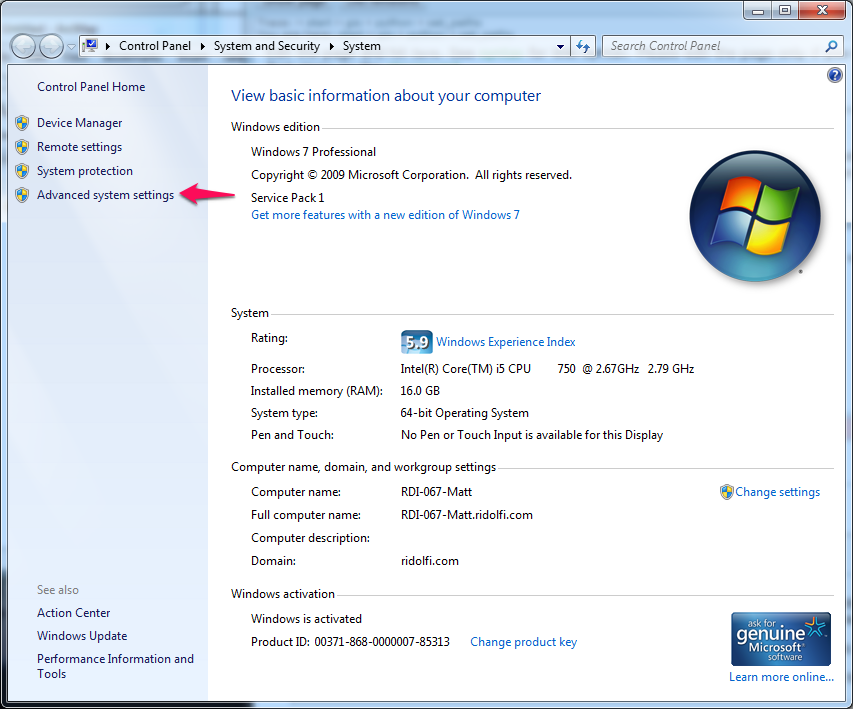 Control Panel ▸ System and Security ▸ System
Search Control Panel
Control Panel Home
Device Manager
Remote settings
System protection
Advanced system settings
See also
Action Center
Windows Update
Performance Information and
Tools
View basic information about your computer
Windows edition
Windows 7 Professional
Copyright © 2009 Microsoft Corporation.  All rights reserved.
Service Pack 1
Get more features with a new edition of Windows 7
System
Rating: 5.9 Windows Experience Index
Processor: Intel(R) Core(TM) i5 CPU 750 @ 2.67GHz 2.79 GHz
Installed memory (RAM): 16.0 GB
System type: 64-bit Operating System
Pen and Touch: No Pen or Touch Input is available for this Display
Computer name, domain, and workgroup settings
Computer name: RDI-067-Matt Change settings
Full computer name: RDI-067-Matt.ridolfi.com
Computer description:
Domain: ridolfi.com
Windows activation
Windows is activated
Product ID: 00371-868-0000007-85313 Change product key
ask for
genuine
Microsoft
software
Learn more online...